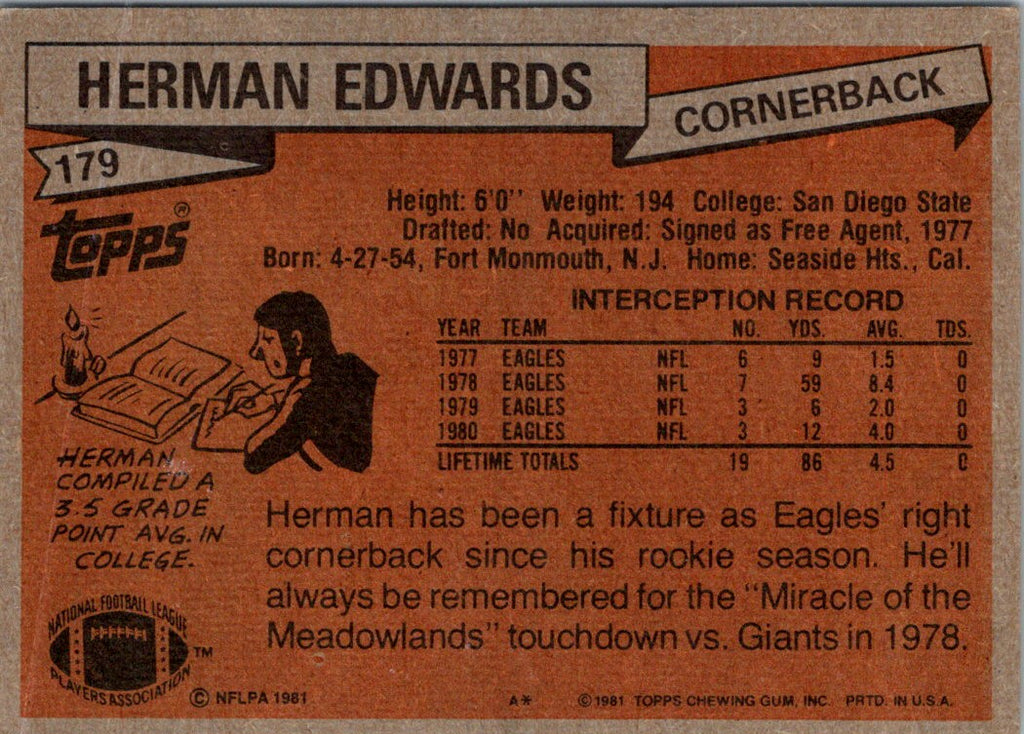 HERMAN EDWARDS
CORNERBACK
179
TOPPS®
Height: 6'0" Weight: 194 College: San Diego State
Drafted: No Acquired: Signed as Free Agent, 1977
Born: 4-27-54, Fort Monmouth, N.J. Home: Seaside Hts., Cal.
INTERCEPTION RECORD
YEAR TEAM NO. YDS. AVG. TDS.
1977 EAGLES NFL 6 9 1.5 0
1978 EAGLES NFL 7 59 8.4 0
1979 EAGLES NFL 3 6 2.0 0
1980 EAGLES NFL 3 12 4.0 0
LIFETIME TOTALS 19 86 4.5 0
HERMAN
COMPILED A
3.5 GRADE
POINT AVG. IN
COLLEGE.
Herman has been a fixture as Eagles' right
cornerback since his rookie season. He'll
always be remembered for the "Miracle of the
Meadowlands" touchdown vs. Giants in 1978.
NATIONAL FOOTBALL LEAGUE
PLAYERS ASSOCIATION
TM
© NFLPA 1981
A*
© 1981 TOPPS CHEWING GUM, INC. PRTD. IN U.S.A.